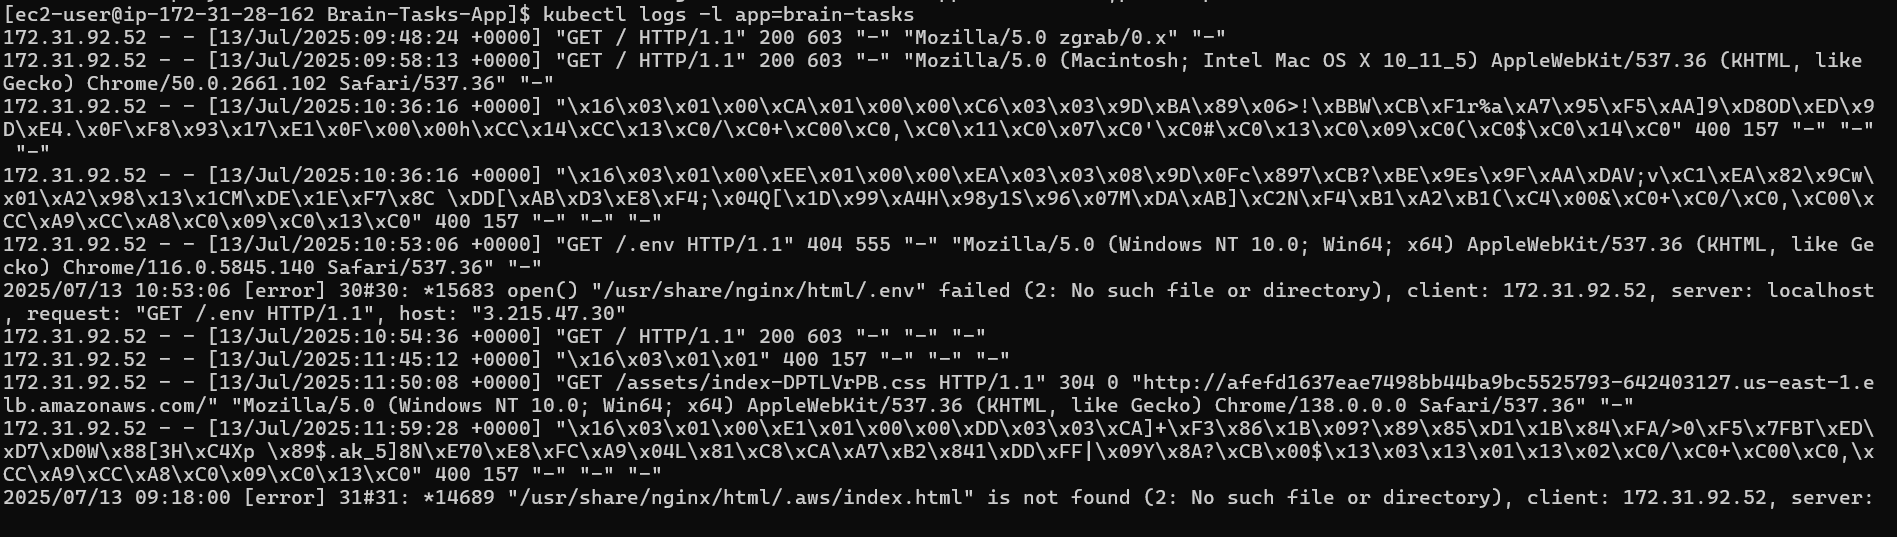 [ec2-user@ip-172-31-28-162 Brain-Tasks-App]$ kubectl logs -l app=brain-tasks
172.31.92.52 - - [13/Jul/2025:09:48:24 +0000] "GET / HTTP/1.1" 200 603 "-" "Mozilla/5.0 zgrab/0.x" "-"
172.31.92.52 - - [13/Jul/2025:09:58:13 +0000] "GET / HTTP/1.1" 200 603 "-" "Mozilla/5.0 (Macintosh; Intel Mac OS X 10_11_5) AppleWebKit/537.36 (KHTML, like
Gecko) Chrome/50.0.2661.102 Safari/537.36" "-"
172.31.92.52 - - [13/Jul/2025:10:36:16 +0000] "\x16\x03\x01\x00\xCA\x01\x00\x00\xC6\x03\x03\x9D\xBA\x89\x06>!\xBBW\xCB\xF1r%a\xA7\x95\xF5\xAA]9\xD8OD\xED\x9
D\xE4.\x0F\xF8\x93\x17\xE1\x0F\x00\x00h\xCC\x14\xCC\x13\xC0/\xC0+\xC00\xC0,\xC0\x11\xC0\x07\xC0'\xC0#\xC0\x13\xC0\x09\xC0(\xC0$\xC0\x14\xC0" 400 157 "-" "-"
"-"
172.31.92.52 - - [13/Jul/2025:10:36:16 +0000] "\x16\x03\x01\x00\xEE\x01\x00\x00\xEA\x03\x03\x08\x9D\x0Fc\x897\xCB?\xBE\x9Es\x9F\xAA\xDAV;v\xC1\xEA\x82\x9Cw\
x01\xA2\x98\x13\x1CM\xDE\x1E\xF7\x8C \xDD[\xAB\xD3\xE8\xF4;\x04Q[\x1D\x99\xA4H\x98y1S\x96\x07M\xDA\xAB]\xC2N\xF4\xB1\xA2\xB1(\xC4\x00&\xC0+\xC0/\xC0,\xC00\x
CC\xA9\xCC\xA8\xC0\x09\xC0\x13\xC0" 400 157 "-" "-" "-"
172.31.92.52 - - [13/Jul/2025:10:53:06 +0000] "GET /.env HTTP/1.1" 404 555 "-" "Mozilla/5.0 (Windows NT 10.0; Win64; x64) AppleWebKit/537.36 (KHTML, like Ge
cko) Chrome/116.0.5845.140 Safari/537.36" "-"
2025/07/13 10:53:06 [error] 30#30: *15683 open() "/usr/share/nginx/html/.env" failed (2: No such file or directory), client: 172.31.92.52, server: localhost
, request: "GET /.env HTTP/1.1", host: "3.215.47.30"
172.31.92.52 - - [13/Jul/2025:10:54:36 +0000] "GET / HTTP/1.1" 200 603 "-" "-" "-"
172.31.92.52 - - [13/Jul/2025:11:45:12 +0000] "\x16\x03\x01\x01" 400 157 "-" "-" "-"
172.31.92.52 - - [13/Jul/2025:11:50:08 +0000] "GET /assets/index-DPTLVrPB.css HTTP/1.1" 304 0 "http://afefd1637eae7498bb44ba9bc5525793-642403127.us-east-1.e
lb.amazonaws.com/" "Mozilla/5.0 (Windows NT 10.0; Win64; x64) AppleWebKit/537.36 (KHTML, like Gecko) Chrome/138.0.0.0 Safari/537.36" "-"
172.31.92.52 - - [13/Jul/2025:11:59:28 +0000] "\x16\x03\x01\x00\xE1\x01\x00\x00\xDD\x03\x03\xCA]+\xF3\x86\x1B\x09?\x89\x85\xD1\x1B\x84\xFA/>0\xF5\x7FBT\xED\
xD7\xD0W\x88[3H\xC4Xp \x89$.ak_5]8N\xE70\xE8\xFC\xA9\x04L\x81\xC8\xCA\xA7\xB2\x841\xDD\xFF|\x09Y\x8A?\xCB\x00$\x13\x03\x13\x01\x13\x02\xC0/\xC0+\xC00\xC0,\x
CC\xA9\xCC\xA8\xC0\x09\xC0\x13\xC0" 400 157 "-" "-" "-"
2025/07/13 09:18:00 [error] 31#31: *14689 "/usr/share/nginx/html/.aws/index.html" is not found (2: No such file or directory), client: 172.31.92.52, server: